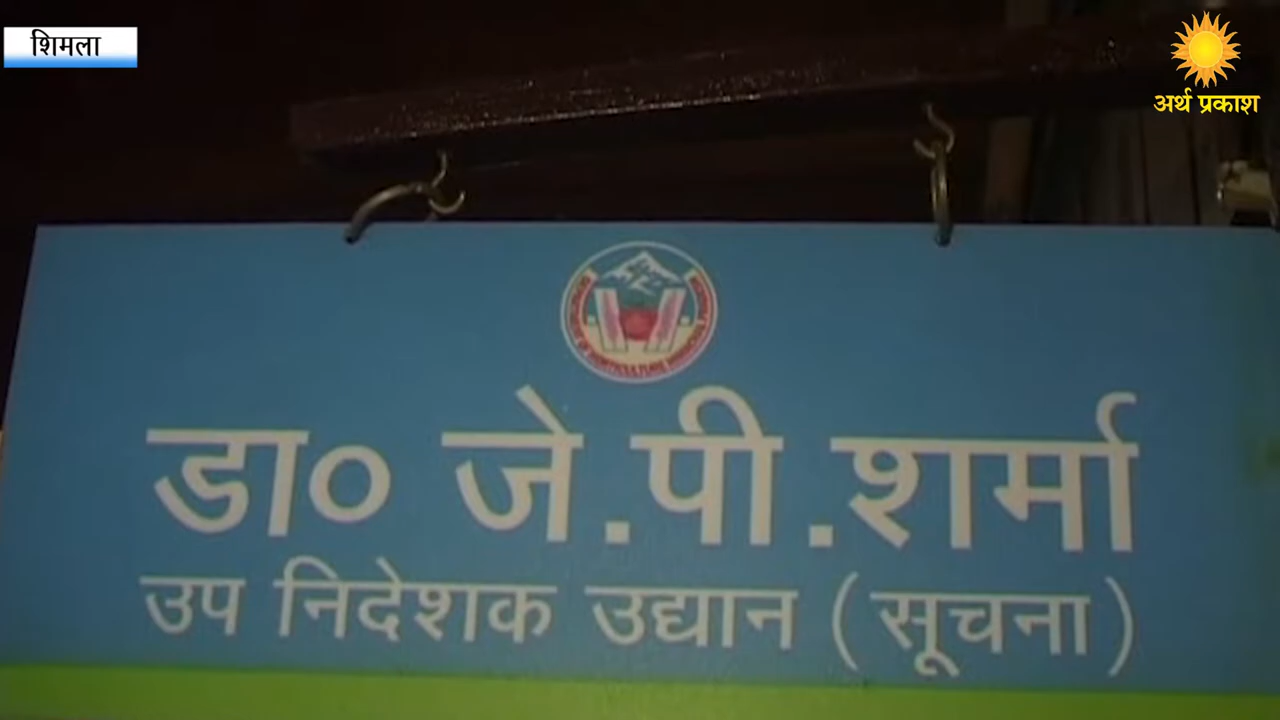 शिमला
अर्थ प्रकाश
डा० जे.पी.शर्मा
उप निदेशक उद्यान (सूचना)